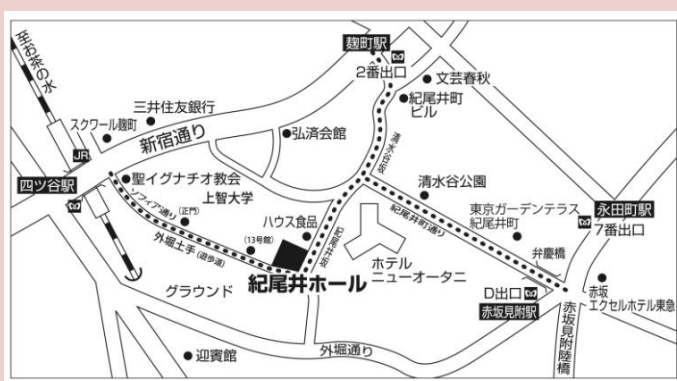 至お茶の水
麹町駅
2番出口
文芸春秋
紀尾井町
ビル
三井住友銀行
スクワール麹町
新宿通り
弘済会館
清水谷坂
JR
四ツ谷駅
聖イグナチオ教会
上智大学
ソフィア通り
(正門)
清水谷公園
ハウス食品
紀尾井町通り
東京ガーデンテラス
紀尾井町
永田町駅
7番出口
外堀土手(遊歩道)
(13号館)
紀尾井坂
弁慶橋
紀尾井ホール
ホテル
ニューオータニ
グラウンド
D出口
赤坂見附駅
赤坂
エクセルホテル東急
赤坂見附陸橋
外堀通り
迎賓館